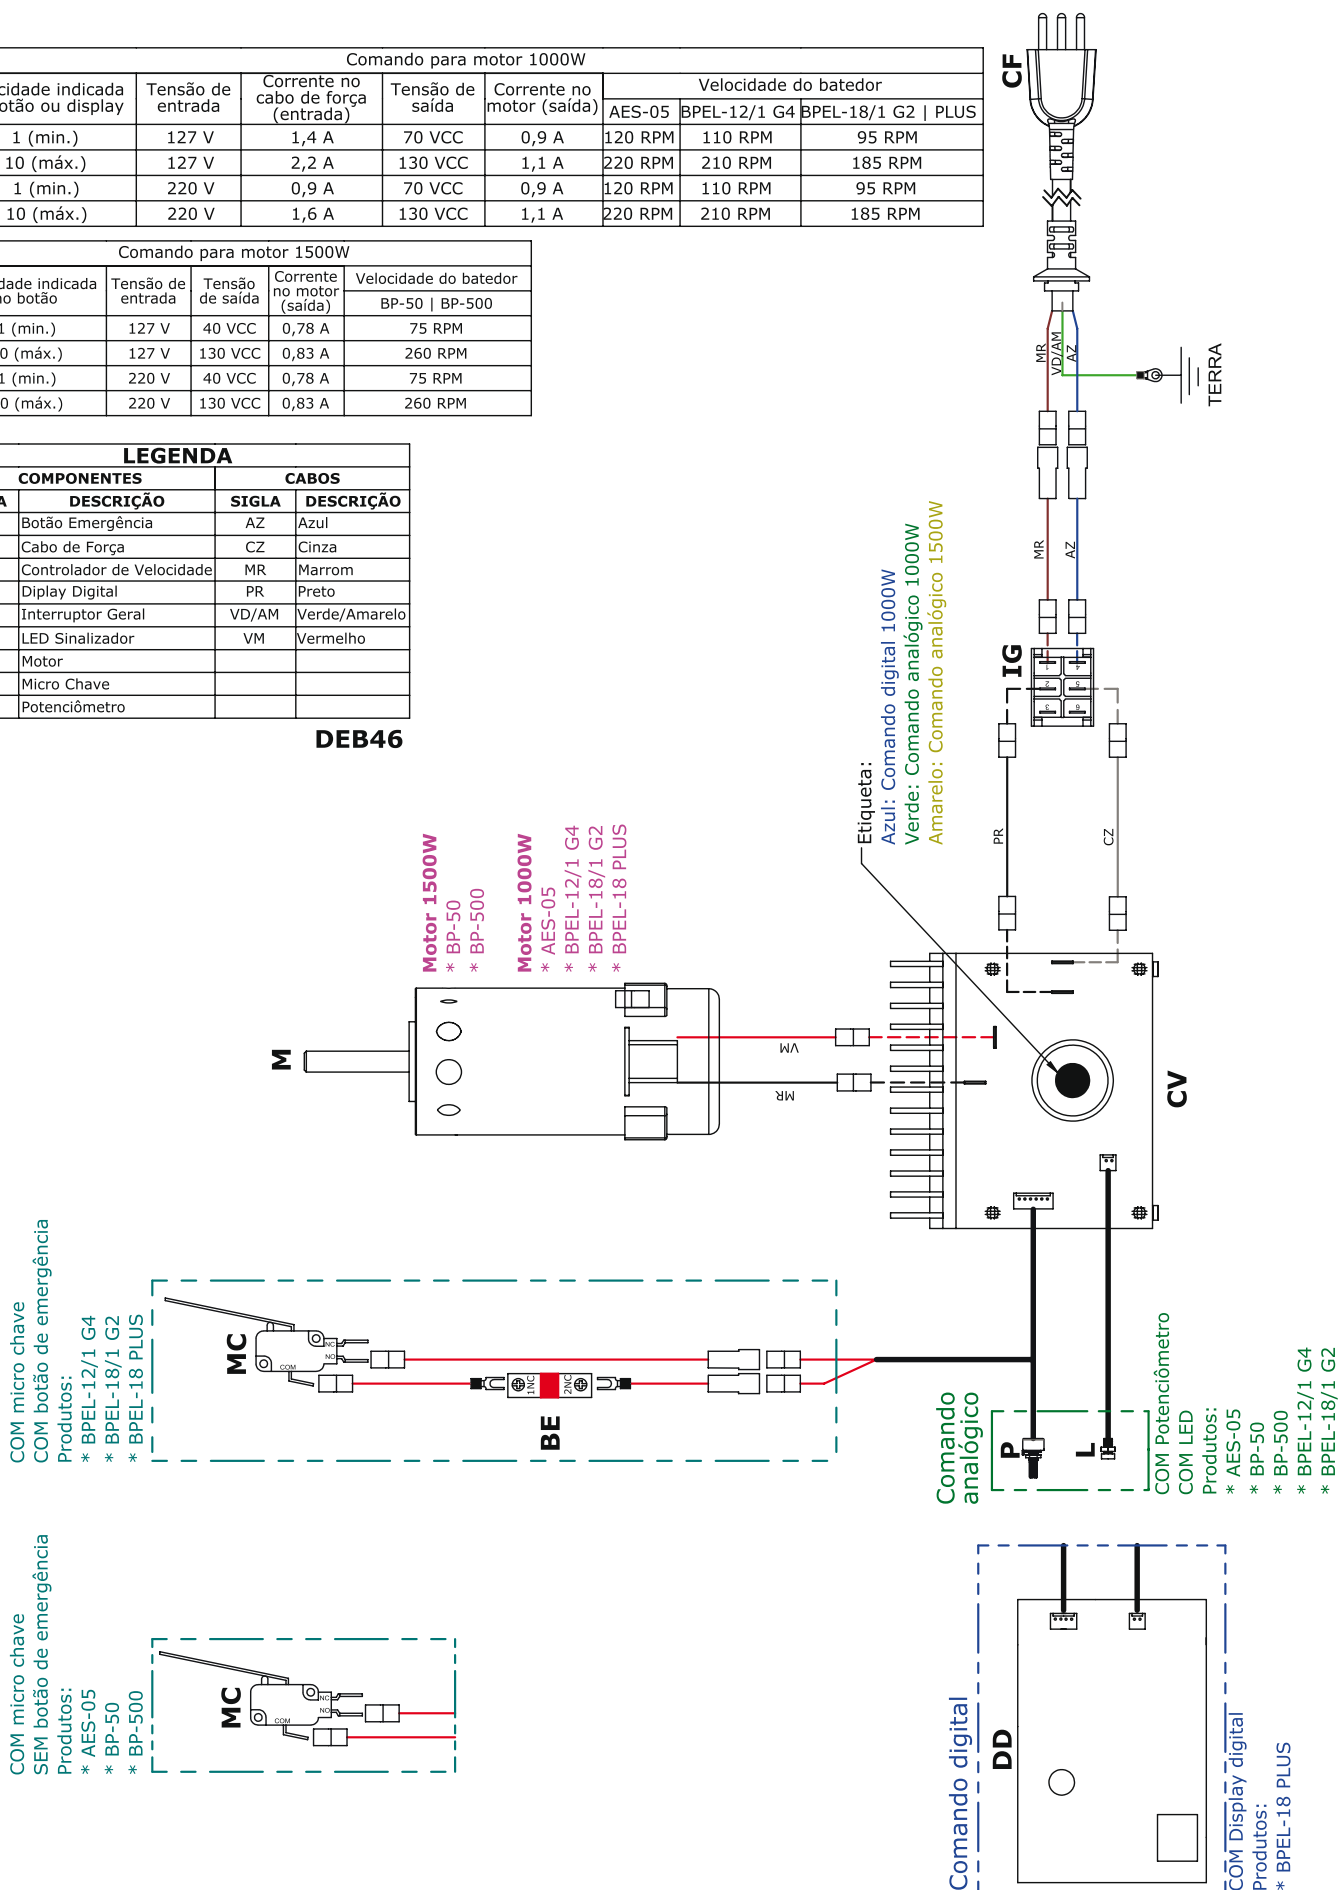 Comando para motor 1000W
cidade indicada
otão ou display
Tensão de
entrada
Corrente no
cabo de força
(entrada)
Tensão de
saída
Corrente no
motor (saída)
Velocidade do batedor
AES-05 BPEL-12/1 G4 BPEL-18/1 G2 | PLUS
1 (min.) 127 V 1,4 A 70 VCC 0,9 A 120 RPM 110 RPM 95 RPM
10 (máx.) 127 V 2,2 A 130 VCC 1,1 A 220 RPM 210 RPM 185 RPM
1 (min.) 220 V 0,9 A 70 VCC 0,9 A 120 RPM 110 RPM 95 RPM
10 (máx.) 220 V 1,6 A 130 VCC 1,1 A 220 RPM 210 RPM 185 RPM
Comando para motor 1500W
dade indicada
no botão
Tensão de
entrada
Tensão
de saída
Corrente
no motor
(saída)
Velocidade do batedor
BP-50 | BP-500
1 (min.) 127 V 40 VCC 0,78 A 75 RPM
0 (máx.) 127 V 130 VCC 0,83 A 260 RPM
1 (min.) 220 V 40 VCC 0,78 A 75 RPM
0 (máx.) 220 V 130 VCC 0,83 A 260 RPM
LEGENDA
COMPONENTES CABOS
A DESCRIÇÃO SIGLA DESCRIÇÃO
Botão Emergência AZ Azul
Cabo de Força CZ Cinza
Controlador de Velocidade MR Marrom
Diplay Digital PR Preto
Interruptor Geral VD/AM Verde/Amarelo
LED Sinalizador VM Vermelho
Motor
Micro Chave
Potenciômetro
DEB46
CF
MR
VD/AM
AZ
TERRA
MR
AZ
IG
1
2
3
4
5
6
PR
CZ
Etiqueta:
Azul: Comando digital 1000W
Verde: Comando analógico 1000W
Amarelo: Comando analógico 1500W
Motor 1500W
* BP-50
* BP-500
Motor 1000W
* AES-05
* BPEL-12/1 G4
* BPEL-18/1 G2
* BPEL-18 PLUS
M
VM
MR
CV
COM micro chave
COM botão de emergência
Produtos:
* BPEL-12/1 G4
* BPEL-18/1 G2
* BPEL-18 PLUS
MC
COM
NC
NO
1NC
2NC
BE
Comando
analógico
P
L
COM Potenciômetro
COM LED
Produtos:
* AES-05
* BP-50
* BP-500
* BPEL-12/1 G4
* BPEL-18/1 G2
COM micro chave
SEM botão de emergência
Produtos:
* AES-05
* BP-50
* BP-500
MC
COM
NC
NO
Comando digital
DD
COM Display digital
Produtos:
* BPEL-18 PLUS